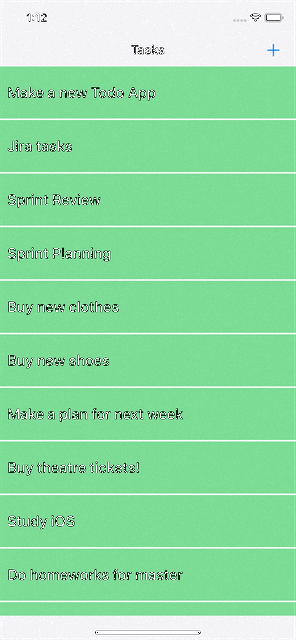 1:12
Tasks
+
Make a new Todo App
Jira tasks
Sprint Review
Sprint Planning
Buy new clothes
Buy new shoes
Make a plan for next week
Buy theatre tickets!
Study iOS
Do homeworks for master